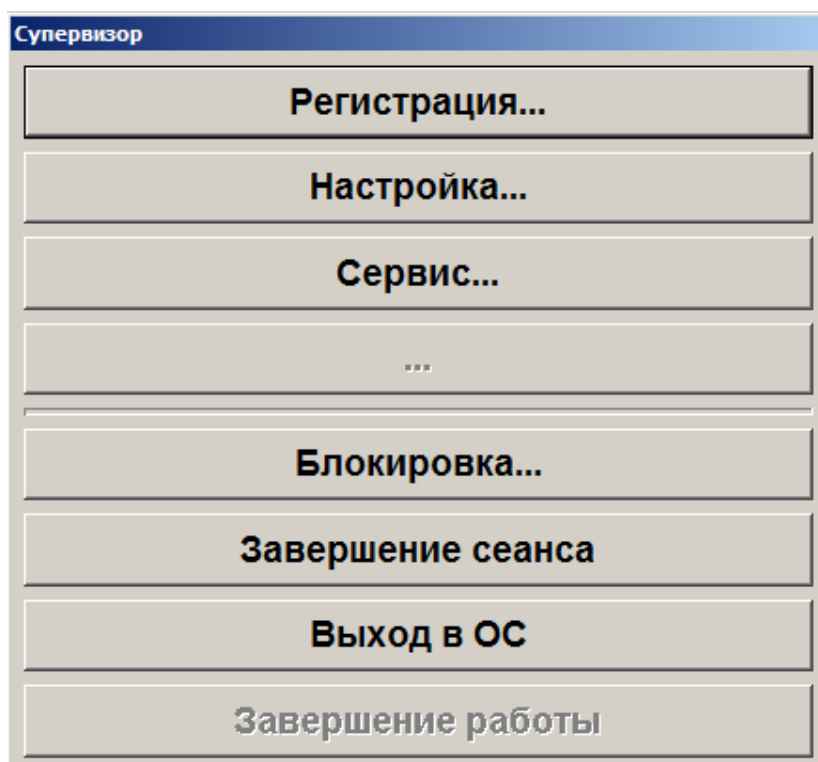 Супервизор
Регистрация...
Настройка...
Сервис...
...
Блокировка...
Завершение сеанса
Выход в ОС
Завершение работы